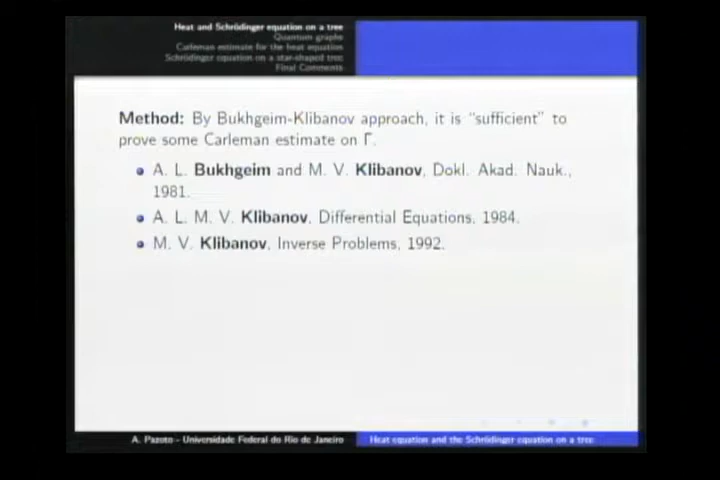 Heat and Schrödinger equation on a tree
Quantum graphs
Carleman estimate for the heat equation
Schrödinger equation on a star-shaped tree
Final Comments
Method: By Bukhgeim-Klibanov approach, it is "sufficient" to
prove some Carleman estimate on Γ.
A. L. Bukhgeim and M. V. Klibanov, Dokl. Akad. Nauk.,
1981.
A. L. M. V. Klibanov, Differential Equations, 1984.
M. V. Klibanov, Inverse Problems, 1992.
A. Pazoto - Universidade Federal do Rio de Janeiro
Heat equation and the Schrödinger equation on a tree